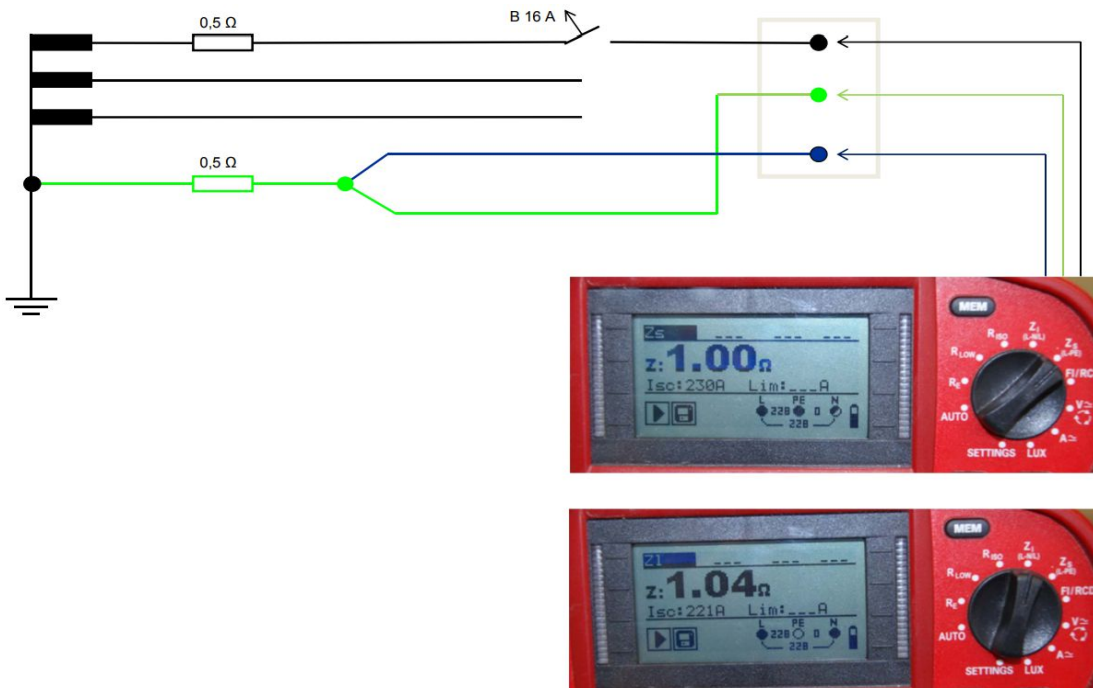 B 16 A
0,5 Ω
0,5 Ω
Zs --- --- --- ---
Z: 1.00Ω
Isc:230A Lim:___A
L PE N
228 0
228
MEM
RISO
ZI (L-N/L)
ZS (L-PE)
RLOW
FI/RCD
RE
V
AUTO
A
SETTINGS LUX
ZI --- --- --- ---
Z: 1.04Ω
Isc:221A Lim:___A
L PE N
228 0
228
MEM
RISO
ZI (L-N/L)
ZS (L-PE)
RLOW
FI/RCD
RE
V
AUTO
A
SETTINGS LUX